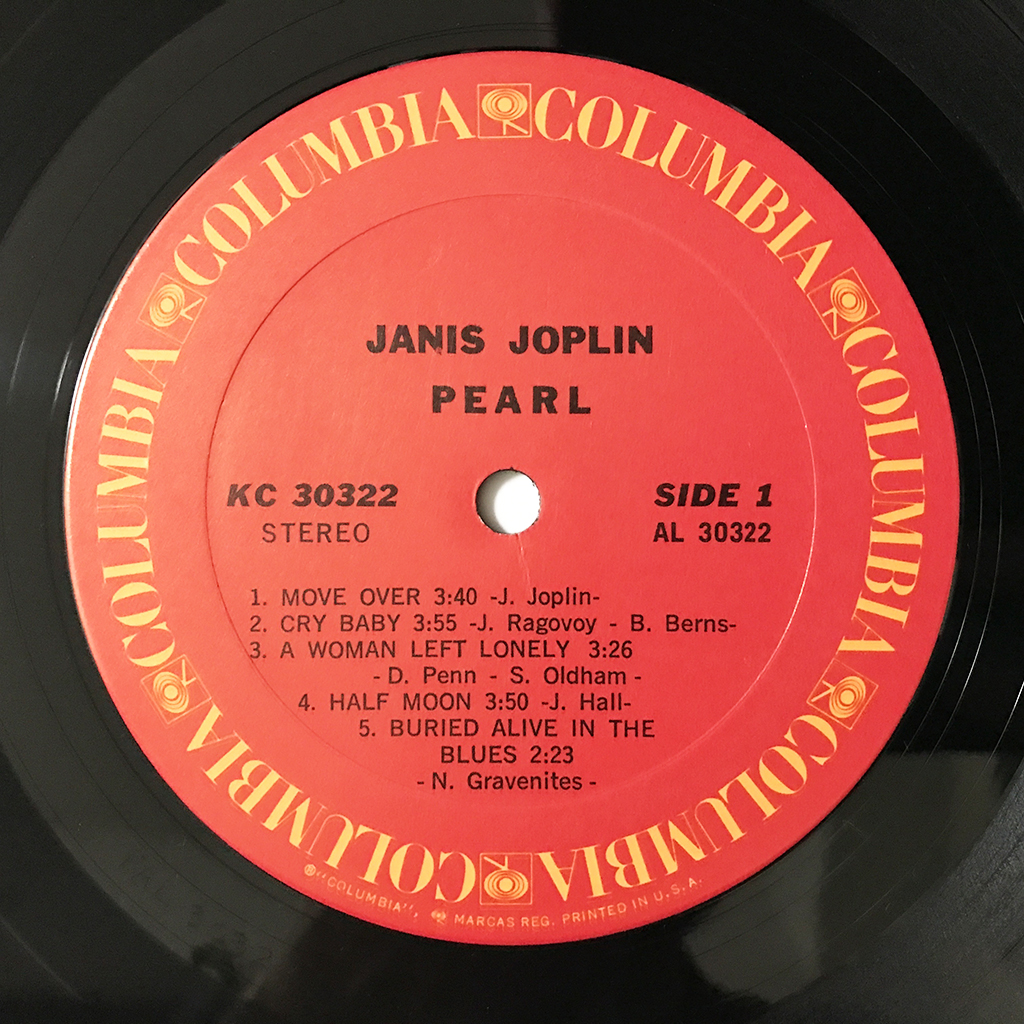 COLUMBIA COLUMBIA COLUMBIA COLUMBIA COLUMBIA COLUMBIA
JANIS JOPLIN
PEARL
KC 30322
STEREO
SIDE 1
AL 30322
1. MOVE OVER 3:40 -J. Joplin-
2. CRY BABY 3:55 -J. Ragovoy - B. Berns-
3. A WOMAN LEFT LONELY 3:26
- D. Penn - S. Oldham -
4. HALF MOON 3:50 -J. Hall-
5. BURIED ALIVE IN THE
BLUES 2:23
- N. Gravenites -
®"COLUMBIA", MARCAS REG. PRINTED IN U.S.A.